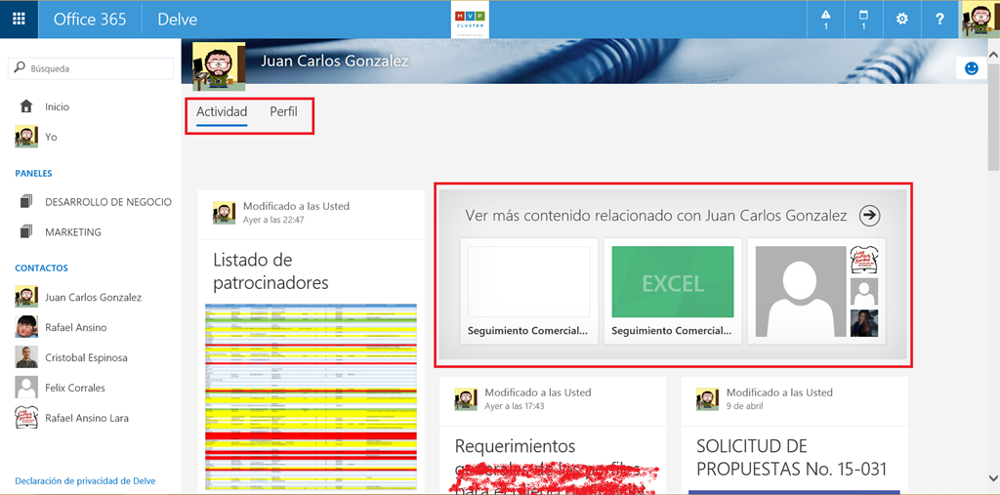 Office 365
Delve
MVP
CLUSTER
1
1
?
Búsqueda
Juan Carlos Gonzalez
Inicio
Yo
Actividad
Perfil
PANELES
DESARROLLO DE NEGOCIO
MARKETING
CONTACTOS
Juan Carlos Gonzalez
Rafael Ansino
Cristobal Espinosa
Felix Corrales
Rafael Ansino Lara
Declaración de privacidad de Delve
Modificado a las Usted
Ayer a las 22:47
Listado de
patrocinadores
Ver más contenido relacionado con Juan Carlos Gonzalez
EXCEL
Seguimiento Comercial...
Seguimiento Comercial...
Modificado a las Usted
Ayer a las 17:43
Requerimientos
Modificado a las Usted
9 de abril
SOLICITUD DE
PROPUESTAS No. 15-031